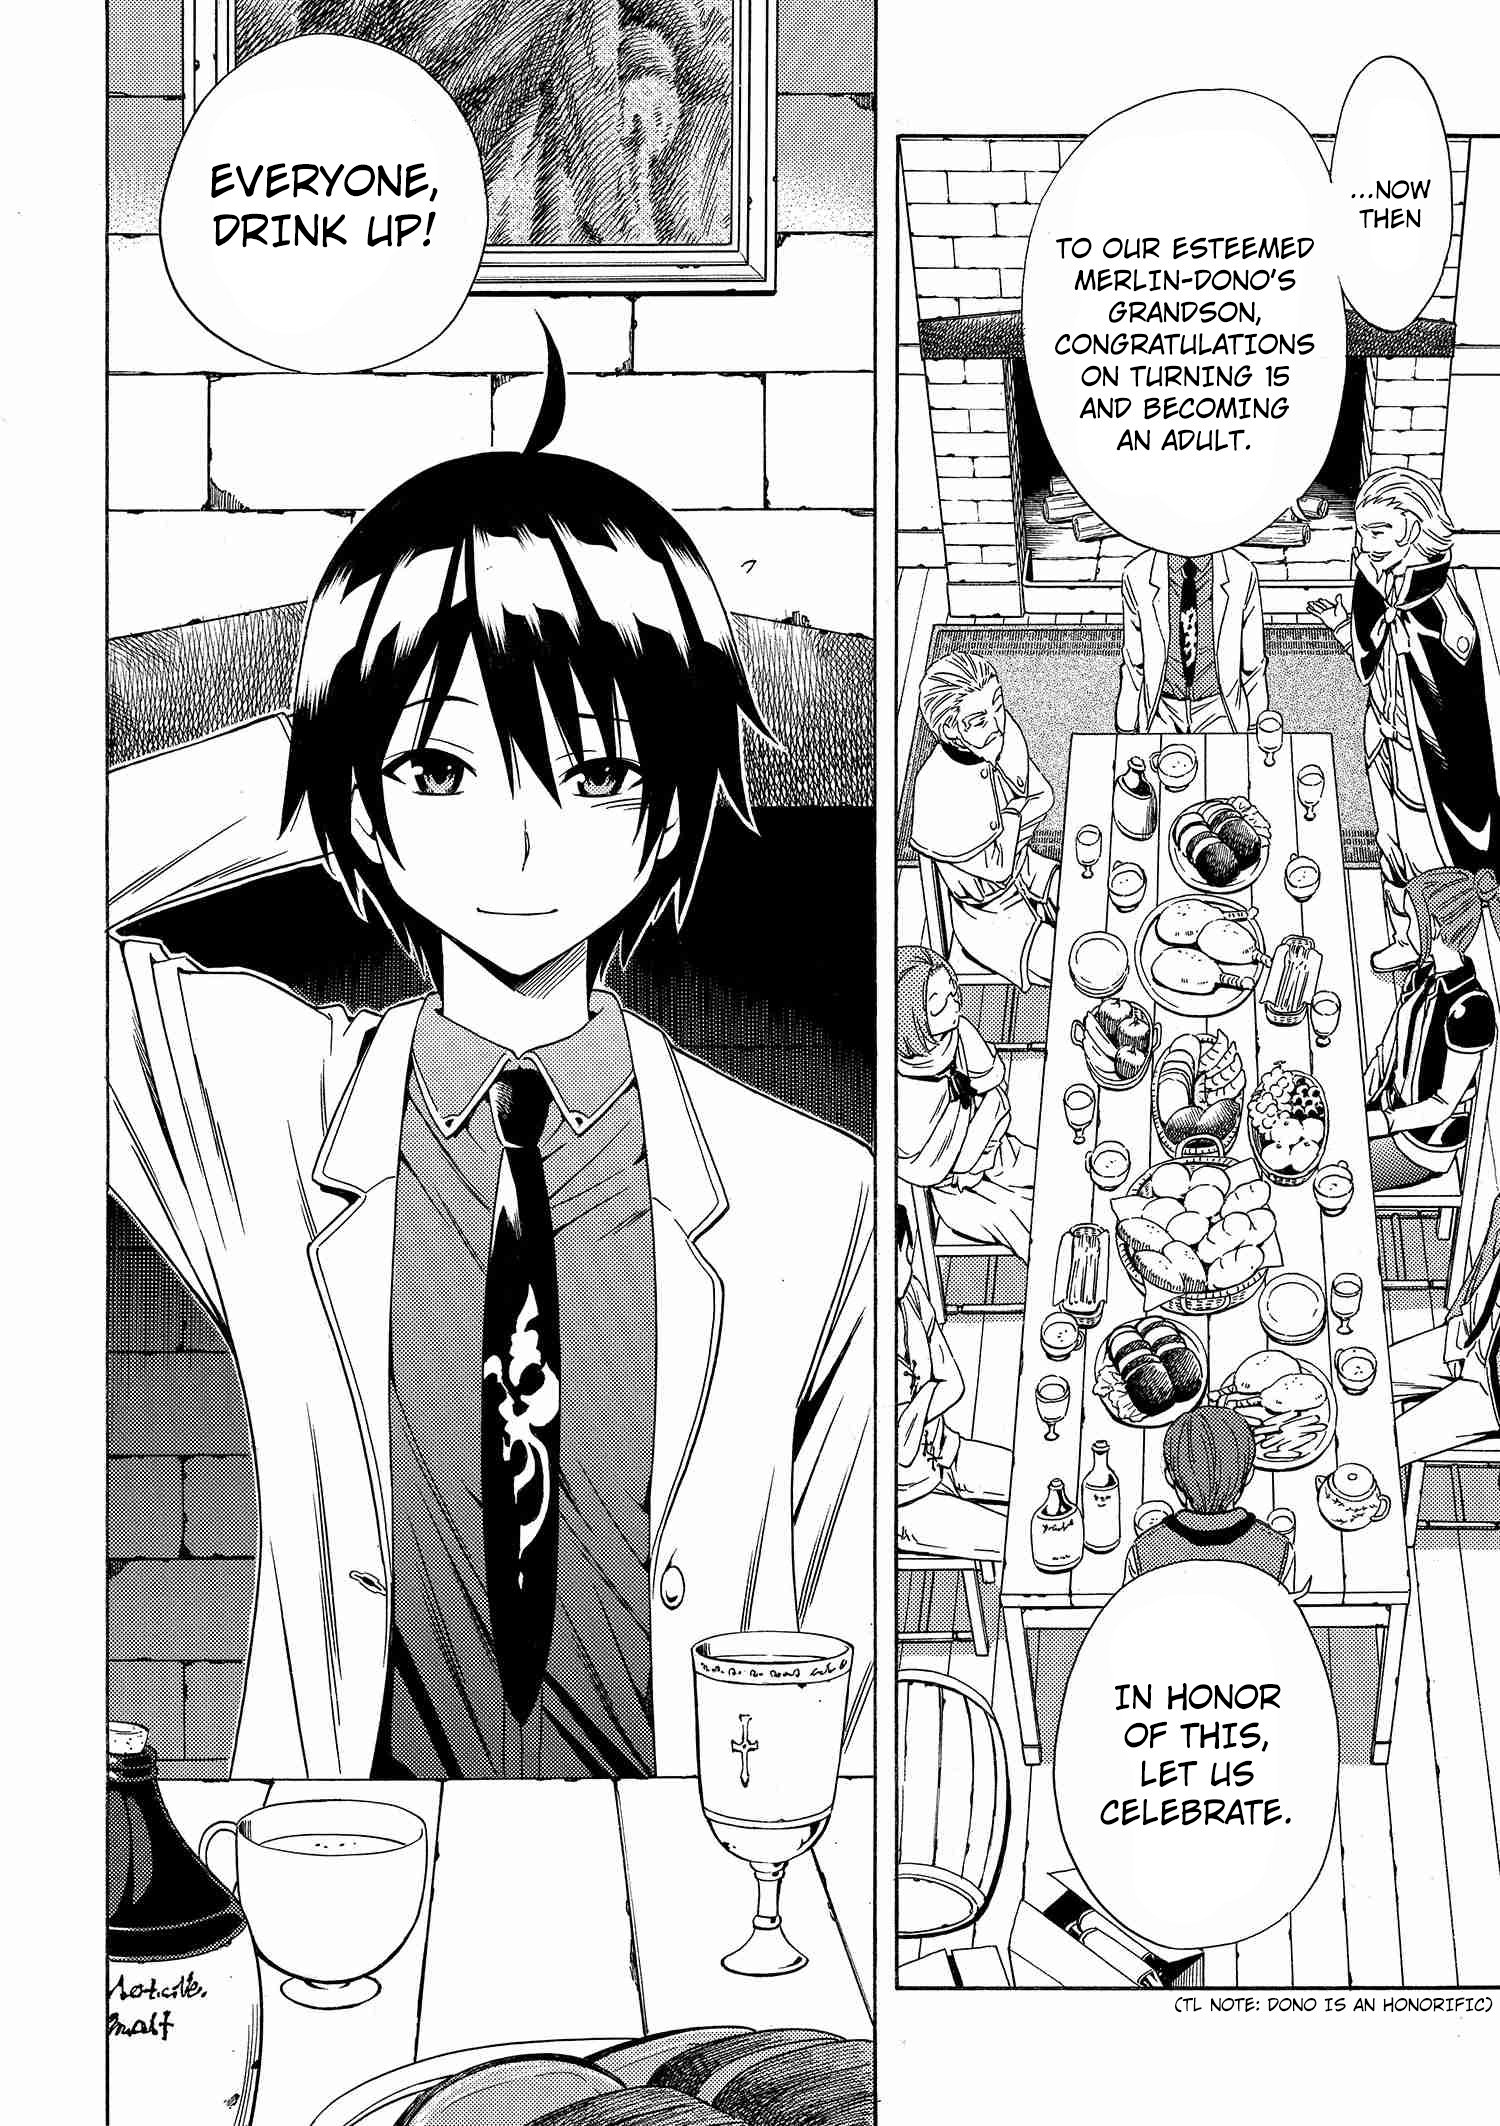 ...NOW
THEN
TO OUR ESTEEMED
MERLIN-DONO'S
GRANDSON,
CONGRATULATIONS
ON TURNING 15
AND BECOMING
AN ADULT.
IN HONOR
OF THIS,
LET US
CELEBRATE.
(TL NOTE: DONO IS AN HONORIFIC)
EVERYONE,
DRINK UP!